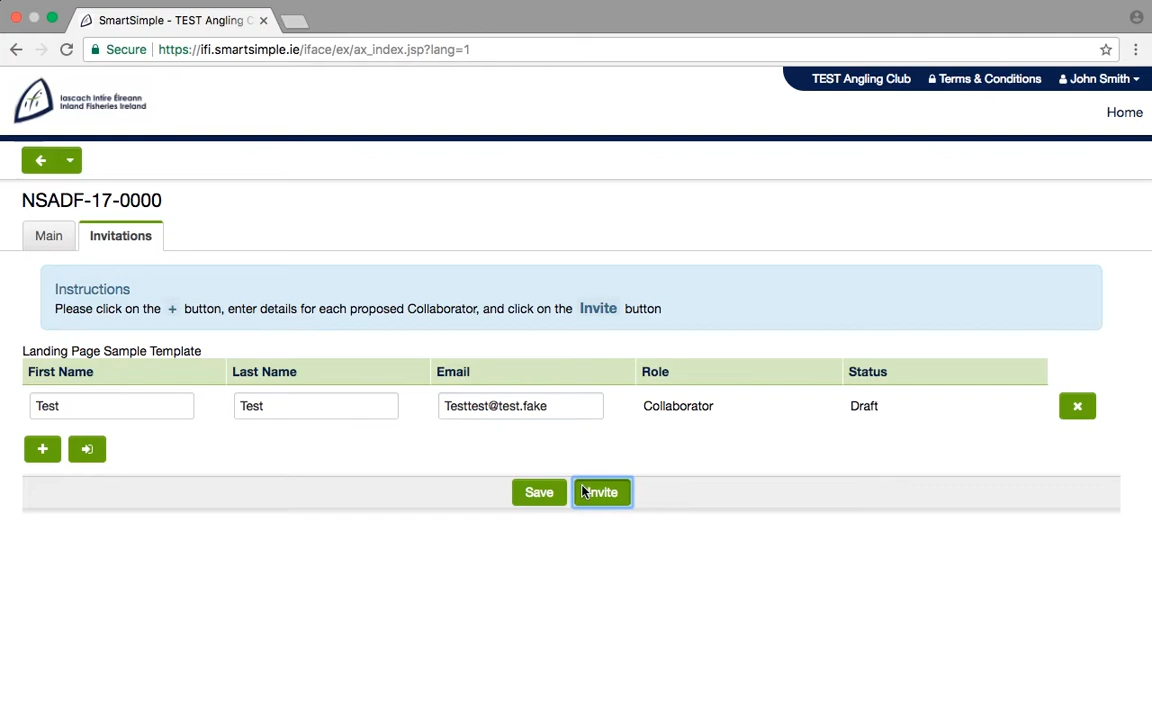 SmartSimple - TEST Angling C
Secure https://ifi.smartsimple.ie/iface/ex/ax_index.jsp?lang=1
TEST Angling Club Terms & Conditions John Smith
ifi
Iascach Intíre Éireann
Inland Fisheries Ireland
Home
NSADF-17-0000
Main Invitations
Instructions
Please click on the + button, enter details for each proposed Collaborator, and click on the Invite button
Landing Page Sample Template
First Name Last Name Email Role Status
Test Test Testtest@test.fake Collaborator Draft
Save Invite